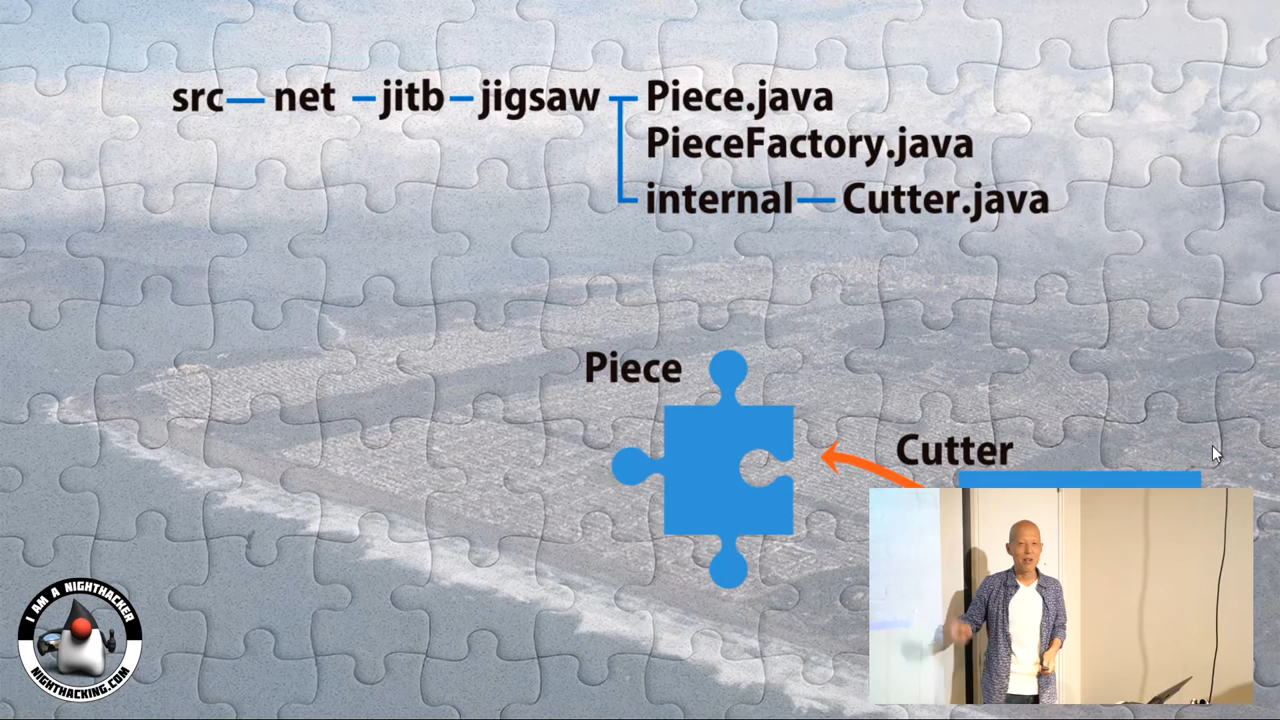 src — net — jitb — jigsaw Piece.java
PieceFactory.java
internal — Cutter.java
Piece
Cutter
I AM A NIGHTHACKER
NIGHTHACKING.COM